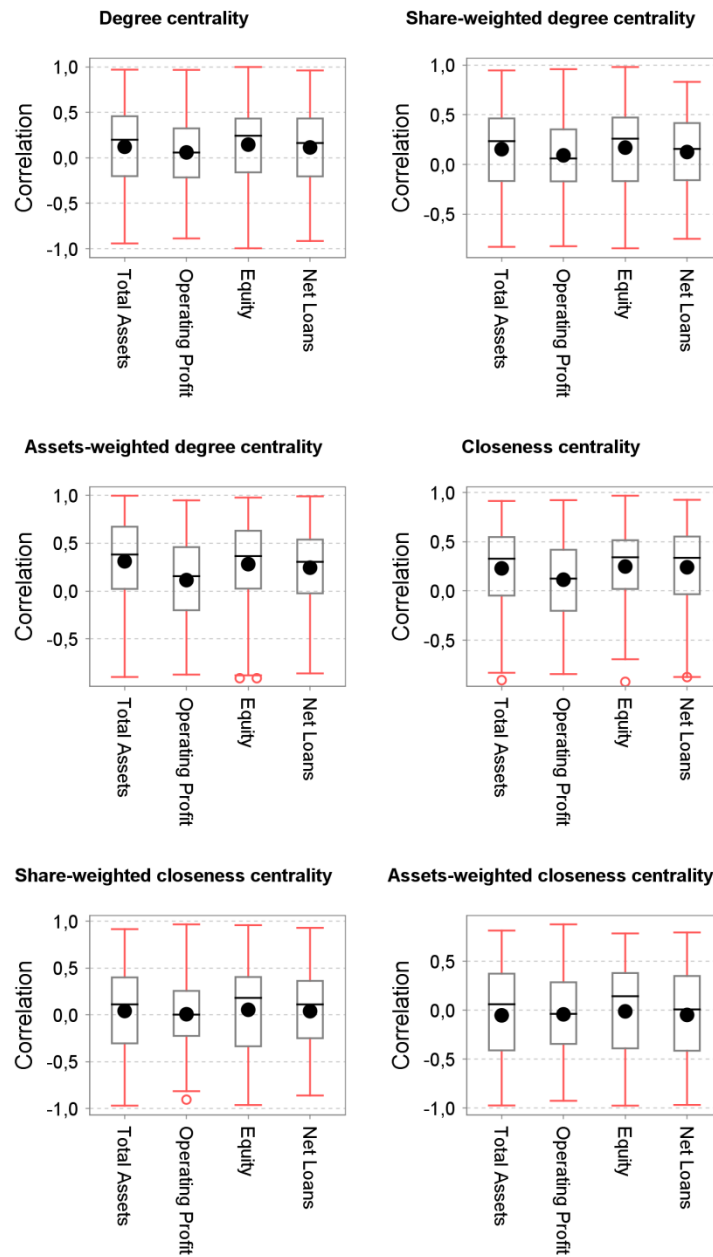 Degree centrality
Correlation
1,0
0,5
0,0
-0,5
-1,0
Total Assets
Operating Profit
Equity
Net Loans
Share-weighted degree centrality
Correlation
1,0
0,5
0,0
-0,5
Total Assets
Operating Profit
Equity
Net Loans
Assets-weighted degree centrality
Correlation
1,0
0,5
0,0
-0,5
Total Assets
Operating Profit
Equity
Net Loans
Closeness centrality
Correlation
1,0
0,5
0,0
-0,5
Total Assets
Operating Profit
Equity
Net Loans
Share-weighted closeness centrality
Correlation
1,0
0,5
0,0
-0,5
-1,0
Total Assets
Operating Profit
Equity
Net Loans
Assets-weighted closeness centrality
Correlation
0,5
0,0
-0,5
-1,0
Total Assets
Operating Profit
Equity
Net Loans